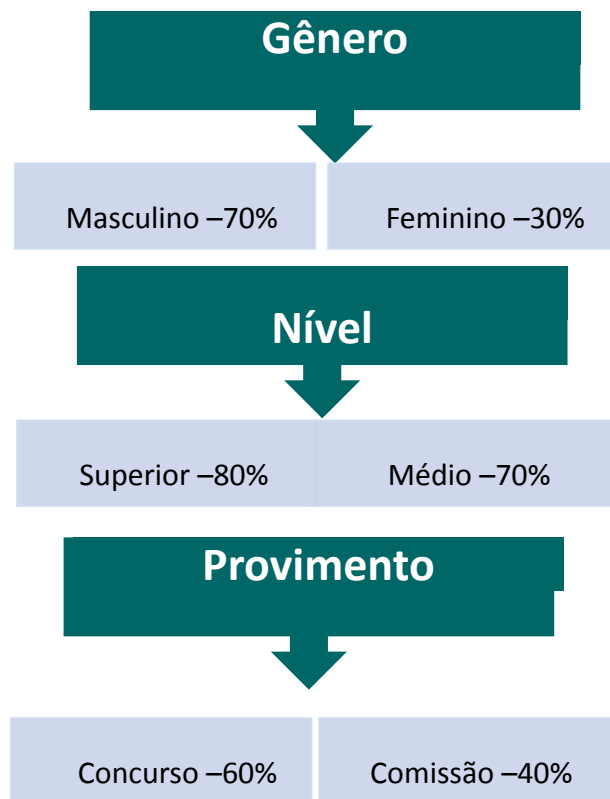 Gênero
Masculino –70%
Feminino –30%
Nível
Superior –80%
Médio –70%
Provimento
Concurso –60%
Comissão –40%